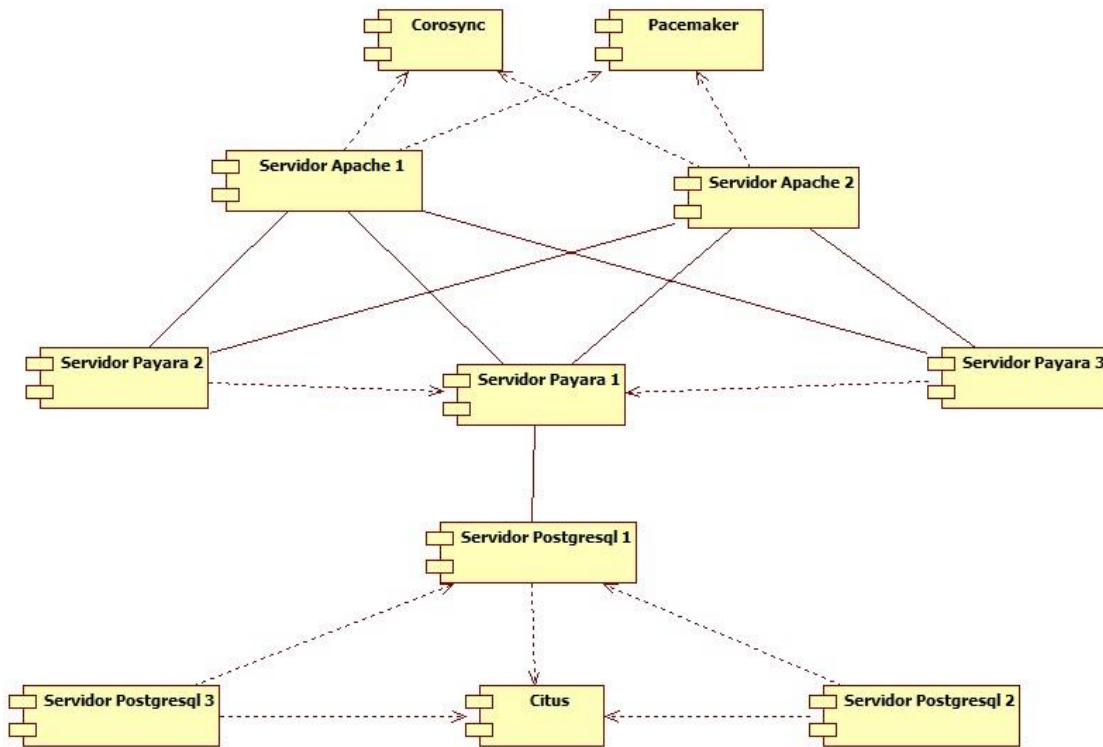 Corosync
Pacemaker
Servidor Apache 1
Servidor Apache 2
Servidor Payara 2
Servidor Payara 1
Servidor Payara 3
Servidor Postgresql 1
Servidor Postgresql 3
Citus
Servidor Postgresql 2